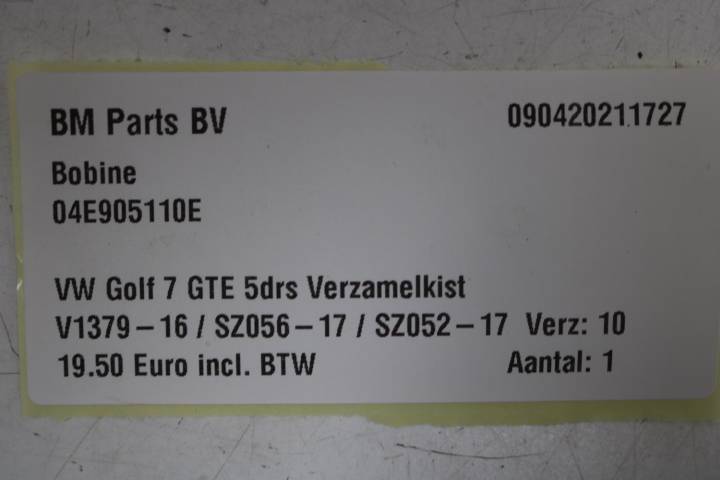 BM Parts BV 090420211727
Bobine
04E905110E
VW Golf 7 GTE 5drs Verzamelkist
V1379-16 / SZ056-17 / SZ052-17 Verz: 10
19.50 Euro incl. BTW Aantal: 1